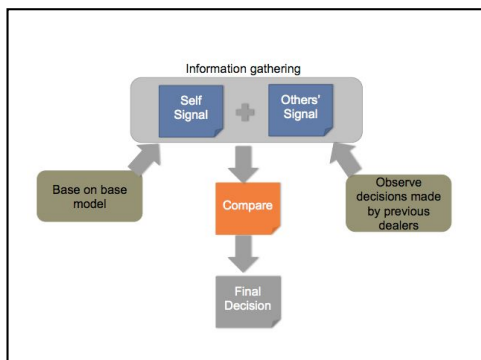 Information gathering
Self
Signal
Others'
Signal
Base on base
model
Compare
Observe
decisions made
by previous
dealers
Final
Decision